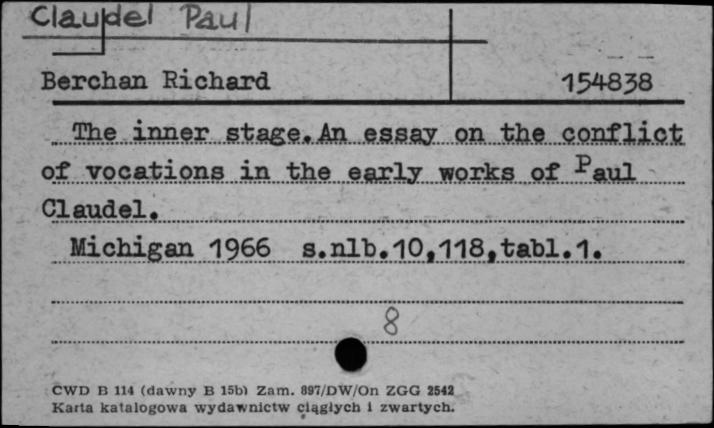 Claudel Paul
Berchan Richard 154838
The inner stage. An essay on the conflict
of vocations in the early works of Paul
Claudel.
Michigan 1966 s.nlb.10,118,tabl.1.
8
CWD B 114 (dawny B 15b) Zam. 897/DW/On ZGG 2542
Karta katalogowa wydawnictw ciągłych i zwartych.